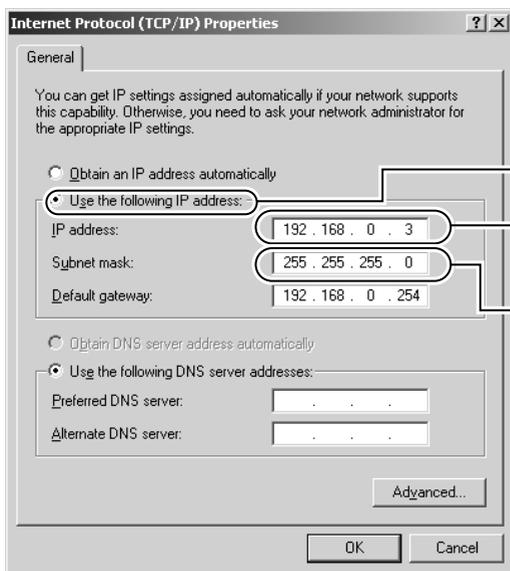 Internet Protocol (TCP/IP) Properties
General
You can get IP settings assigned automatically if your network supports
this capability. Otherwise, you need to ask your network administrator for
the appropriate IP settings.
Obtain an IP address automatically
Use the following IP address:
IP address: 192 . 168 . 0 . 3
Subnet mask: 255 . 255 . 255 . 0
Default gateway: 192 . 168 . 0 . 254
Obtain DNS server address automatically
Use the following DNS server addresses:
Preferred DNS server: . . .
Alternate DNS server: . . .
Advanced...
OK Cancel